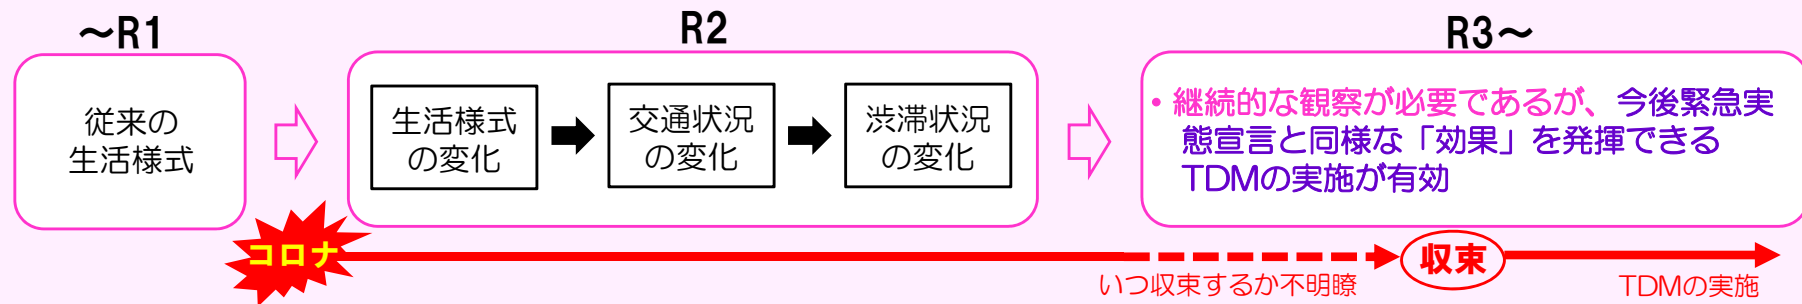 ～R1
R2
R3～
従来の
生活様式
生活様式
の変化
交通状況
の変化
渋滞状況
の変化
・継続的な観察が必要であるが、今後緊急実
態宣言と同様な「効果」を発揮できる
TDMの実施が有効
コロナ
収束
いつ収束するか不明瞭
TDMの実施